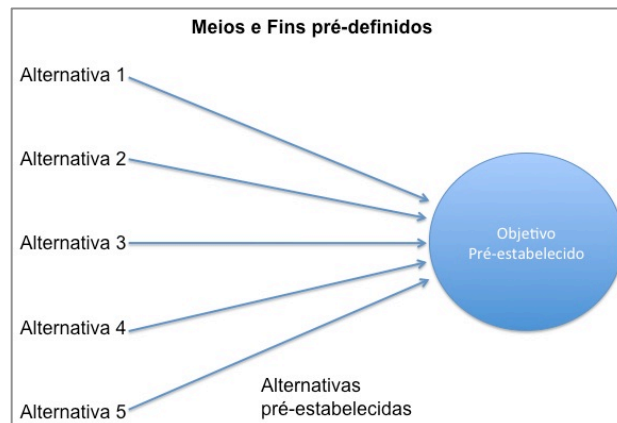 Meios e Fins pré-definidos
Alternativa 1
Alternativa 2
Alternativa 3
Alternativa 4
Alternativa 5
Objetivo
Pré-estabelecido
Alternativas
pré-estabelecidas